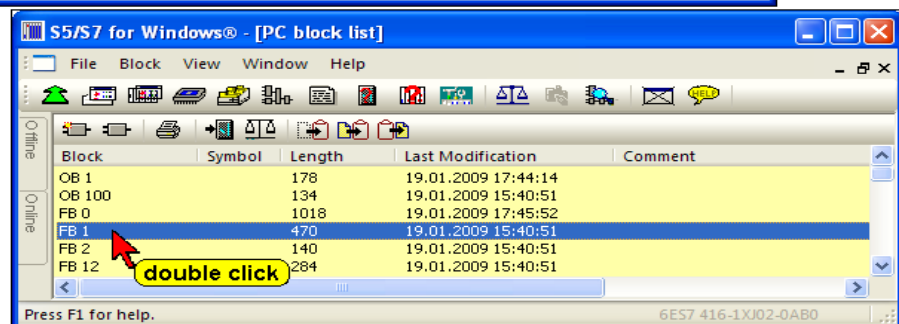 S5/S7 for Windows® - [PC block list]
File Block View Window Help
HELP
Offline
Online
Block Symbol Length Last Modification Comment
OB 1 178 19.01.2009 17:44:14
OB 100 134 19.01.2009 15:40:51
FB 0 1018 19.01.2009 17:45:52
FB 1 470 19.01.2009 15:40:51
FB 2 140 19.01.2009 15:40:51
FB 12 284 19.01.2009 15:40:51
double click
Press F1 for help. 6ES7 416-1XJ02-0AB0